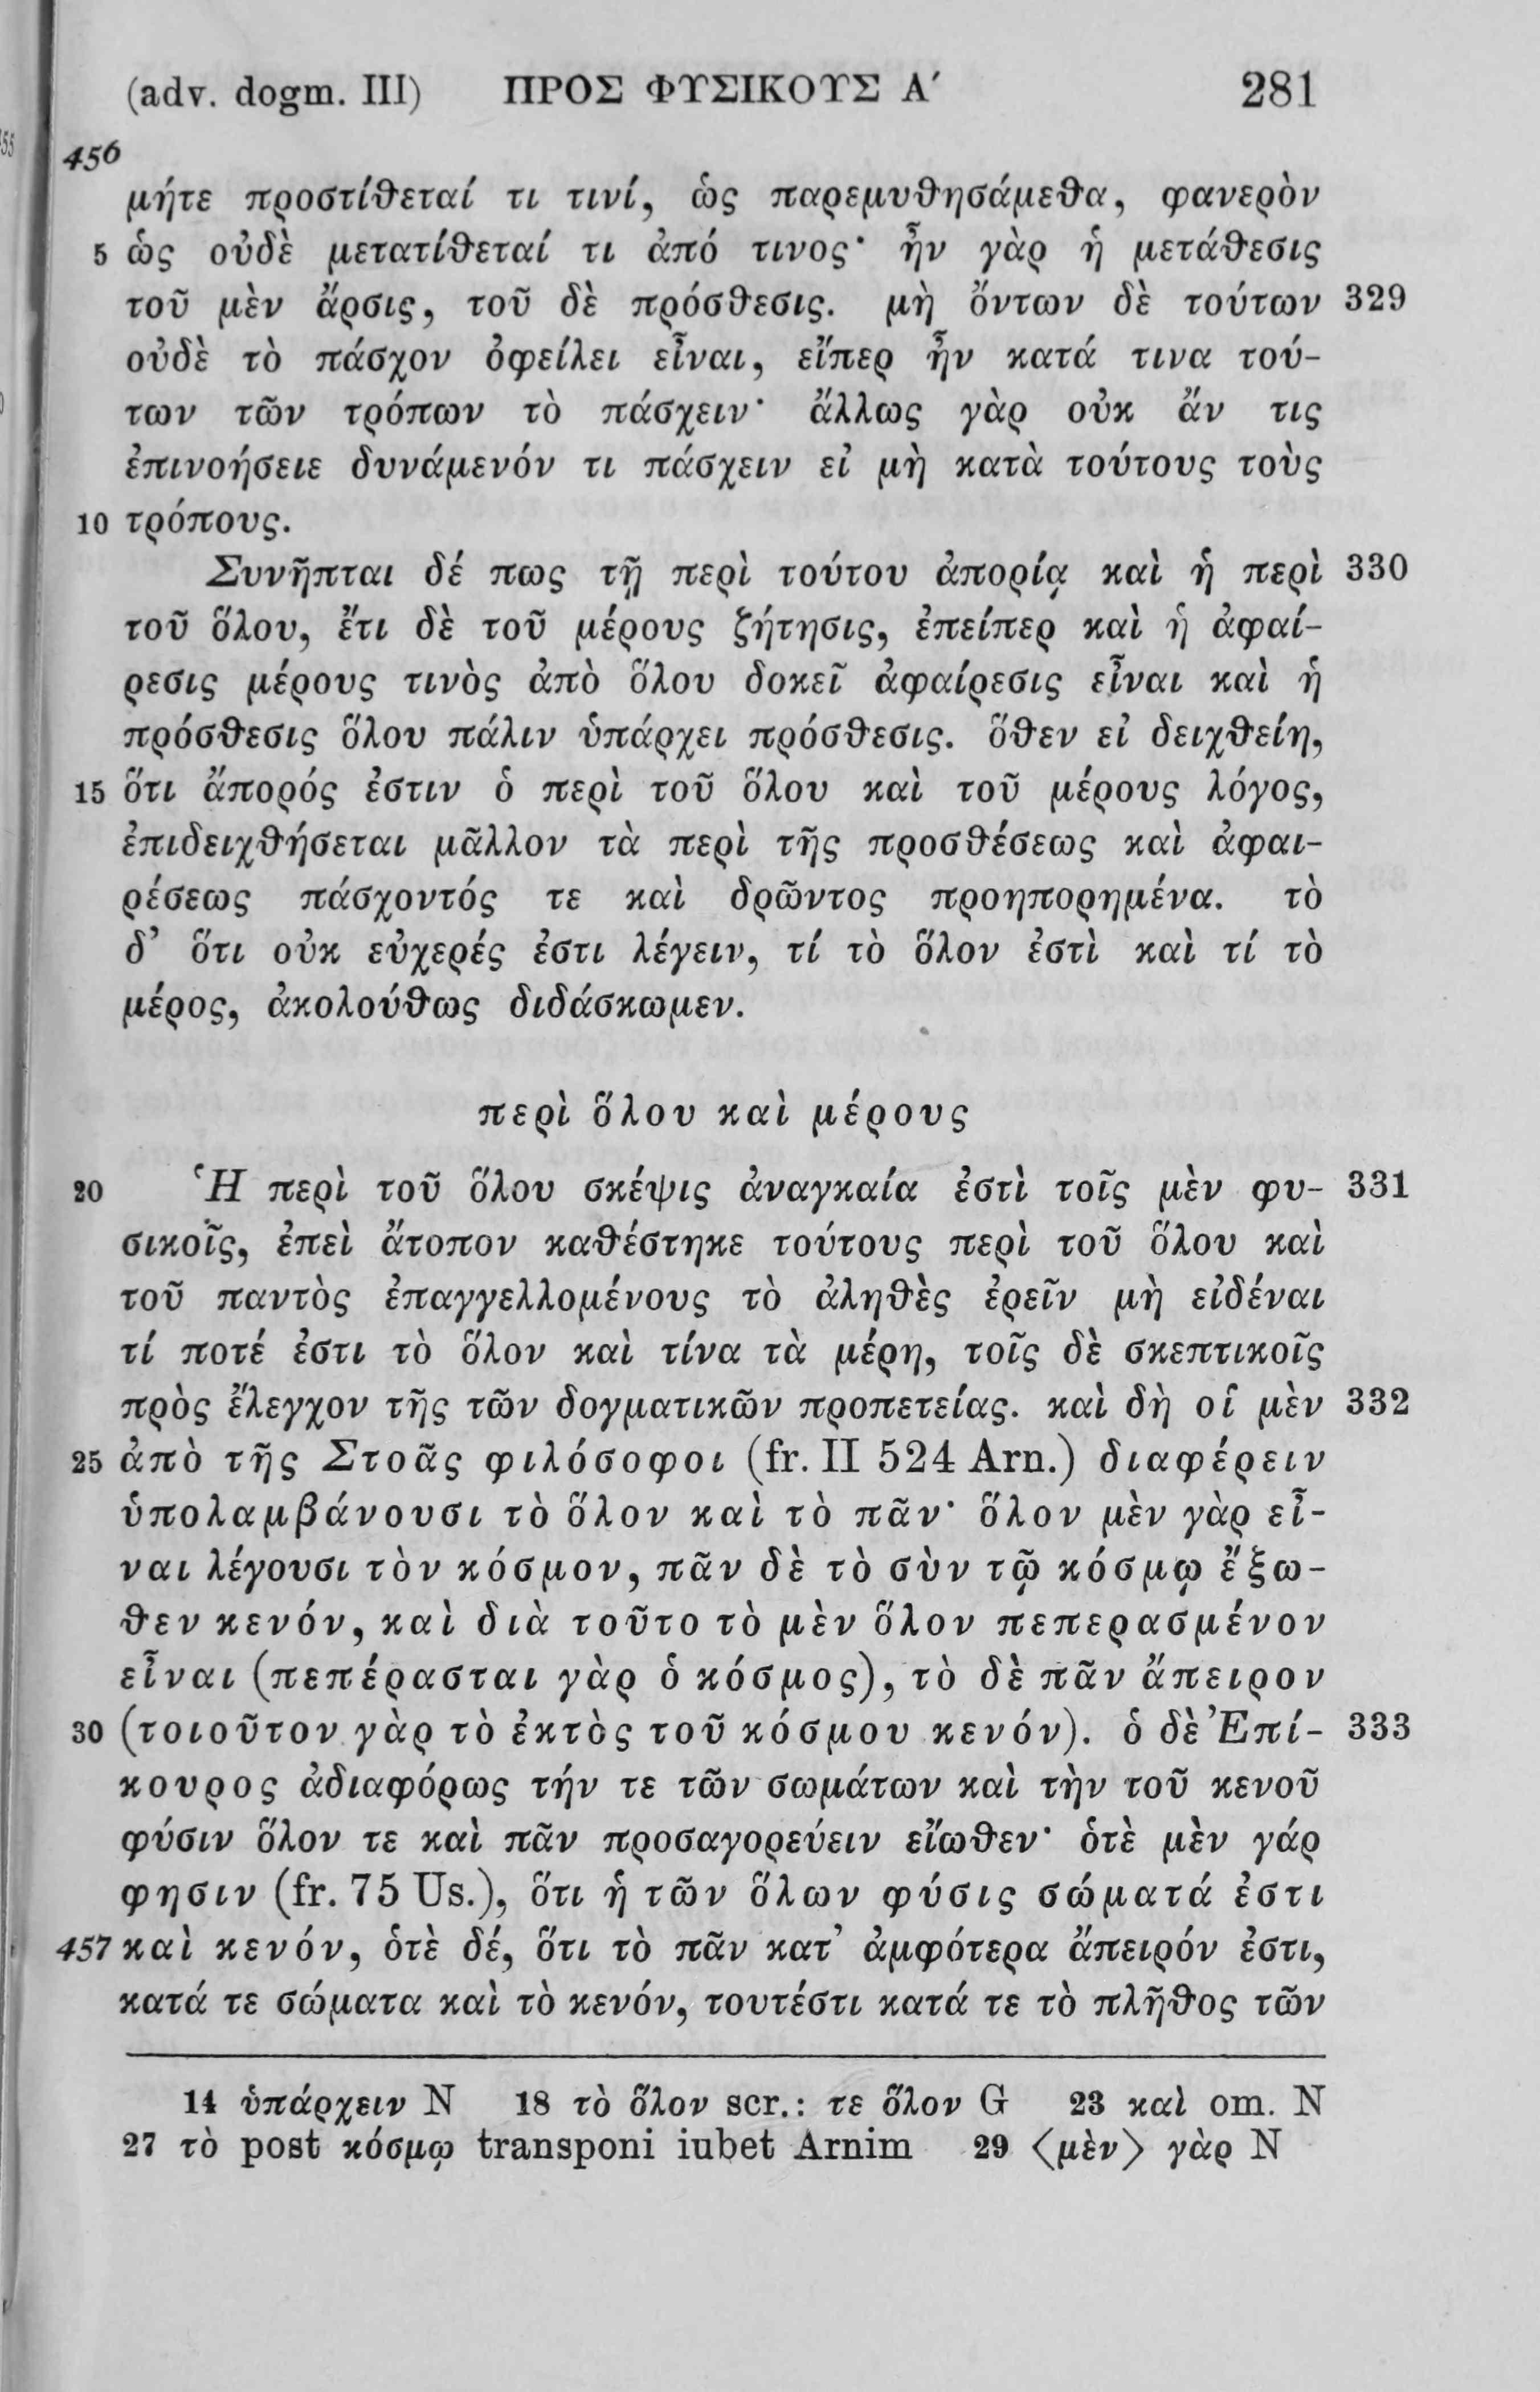 (adv. dogm. III) ΠΡΟΣ ΦΥΣΙΚΟΥΣ Α′ 281
456
μήτε προστίθεταί τι τινί, ὡς παρεμυθησάμεθα, φανερὸν
5 ὡς οὐδὲ μετατίθεταί τι ἀπό τινος· ἦν γὰρ ἡ μετάθεσις
τοῦ μὲν ἄρσις, τοῦ δὲ πρόσθεσις. μὴ ὄντων δὲ τούτων 329
οὐδὲ τὸ πάσχον ὀφείλει εἶναι, εἴπερ ἦν κατά τινα τού-
των τῶν τρόπων τὸ πάσχειν· ἄλλως γὰρ οὐκ ἄν τις
ἐπινοήσειε δυνάμενόν τι πάσχειν εἰ μὴ κατὰ τούτους τοὺς
10 τρόπους.
Συνῆπται δέ πως τῇ περὶ τούτου ἀπορίᾳ καὶ ἡ περὶ 330
τοῦ ὅλου, ἔτι δὲ τοῦ μέρους ζήτησις, ἐπείπερ καὶ ἡ ἀφαί-
ρεσις μέρους τινὸς ἀπὸ ὅλου δοκεῖ ἀφαίρεσις εἶναι καὶ ἡ
πρόσθεσις ὅλου πάλιν ὑπάρχει πρόσθεσις. ὅθεν εἰ δειχθείη,
15 ὅτι ἄπορός ἐστιν ὁ περὶ τοῦ ὅλου καὶ τοῦ μέρους λόγος,
ἐπιδειχθήσεται μᾶλλον τὰ περὶ τῆς προσθέσεως καὶ ἀφαι-
ρέσεως πάσχοντός τε καὶ δρῶντος προηπορημένα. τὸ
δ’ ὅτι οὐκ εὐχερές ἐστι λέγειν, τί τὸ ὅλον ἐστὶ καὶ τί τὸ
μέρος, ἀκολούθως διδάσκωμεν.
περὶ ὅλου καὶ μέρους
20 Ἡ περὶ τοῦ ὅλου σκέψις ἀναγκαία ἐστὶ τοῖς μὲν φυ- 331
σικοῖς, ἐπεὶ ἄτοπον καθέστηκε τούτους περὶ τοῦ ὅλου καὶ
τοῦ παντὸς ἐπαγγελλομένους τὸ ἀληθὲς ἐρεῖν μὴ εἰδέναι
τί ποτέ ἐστι τὸ ὅλον καὶ τίνα τὰ μέρη, τοῖς δὲ σκεπτικοῖς
πρὸς ἔλεγχον τῆς τῶν δογματικῶν προπετείας. καὶ δὴ οἱ μὲν 332
25 ἀπὸ τῆς Στοᾶς φιλόσοφοι (fr. II 524 Arn.) διαφέρειν
ὑπολαμβάνουσι τὸ ὅλον καὶ τὸ πᾶν· ὅλον μὲν γὰρ εἶ-
ναι λέγουσι τὸν κόσμον, πᾶν δὲ τὸ σὺν τῷ κόσμῳ ἔξω-
θεν κενόν, καὶ διὰ τοῦτο τὸ μὲν ὅλον πεπερασμένον
εἶναι (πεπέρασται γὰρ ὁ κόσμος), τὸ δὲ πᾶν ἄπειρον
30 (τοιοῦτον γὰρ τὸ ἐκτὸς τοῦ κόσμου κενόν). ὁ δὲ Ἐπί- 333
κουρος ἀδιαφόρως τήν τε τῶν σωμάτων καὶ τὴν τοῦ κενοῦ
φύσιν ὅλον τε καὶ πᾶν προσαγορεύειν εἴωθεν· ὁτὲ μὲν γάρ
φησιν (fr. 75 Us.), ὅτι ἡ τῶν ὅλων φύσις σώματά ἐστι
457 καὶ κενόν, ὁτὲ δέ, ὅτι τὸ πᾶν κατ’ ἀμφότερα ἄπειρόν ἐστι,
κατά τε σώματα καὶ τὸ κενόν, τουτέστι κατά τε τὸ πλῆθος τῶν
14 ὑπάρχειν N 18 τὸ ὅλον scr.: τε ὅλον G 23 καὶ om. N
27 τὸ post κόσμῳ transponi iubet Arnim 29 〈μὲν〉 γὰρ N